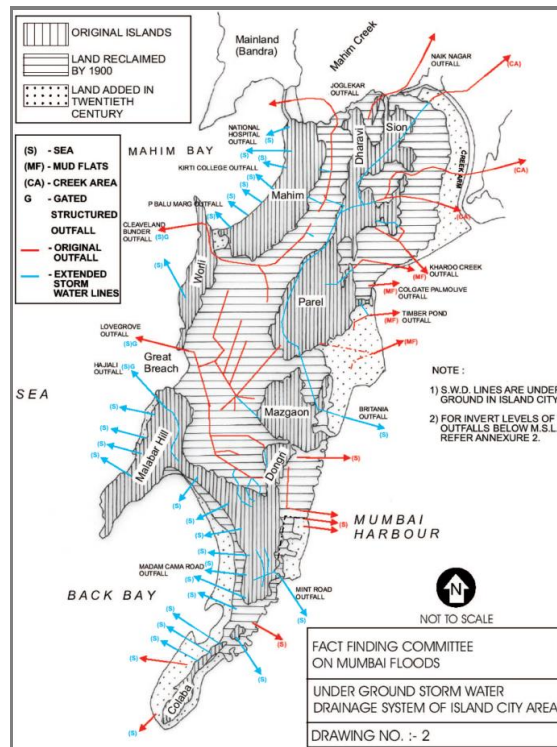 ORIGINAL ISLANDS
LAND RECLAIMED
BY 1900
LAND ADDED IN
TWENTIETH
CENTURY
(S) - SEA
(MF) - MUD FLATS
(CA) - CREEK AREA
G - GATED
STRUCTURED
OUTFALL
- ORIGINAL
OUTFALL
- EXTENDED
STORM
WATER LINES
Mainland
(Bandra)
Mahim Creek
NAIK NAGAR
OUTFALL
(CA)
JOGLEKAR
OUTFALL
NATIONAL
HOSPITAL
OUTFALL
(S)
MAHIM BAY
(S)
KIRTI COLLEGE OUTFALL
(S)
(S)
(S)
P BALU MARG OUTFALL
(S)
CLEAVELAND
BUNDER
OUTFALL (S)G
Dharavi
Sion
Mahim
(CA)
(CA)
KHARDO CREEK
OUTFALL
(MF)
COLGATE PALMOLIVE
OUTFALL
(MF)
TIMBER POND
OUTFALL
(MF)
(MF)
Worli
(S)
Parel
LOVEGROVE OUTFALL
(S)G
Great
Breach
HAJIALI
OUTFALL (S)G
SEA
(S)
(S)
(S)
(S)
Malabar Hill
Mazgaon
Dongri
BRITANIA
OUTFALL
(S)
(S)
NOTE :
1) S.W.D. LINES ARE UNDER
GROUND IN ISLAND CITY
2) FOR INVERT LEVELS OF
OUTFALLS BELOW M.S.L
REFER ANNEXURE 2.
(S)
(S)
(S)
(S)
MUMBAI
HARBOUR
MADAM CAMA ROAD
OUTFALL
(S)
(S)
MINT ROAD
OUTFALL
(S)
BACK BAY
(S)
(S)
(S)
(S)
(S)
(S)
(S)
Colaba
N
NOT TO SCALE
FACT FINDING COMMITTEE
ON MUMBAI FLOODS
UNDER GROUND STORM WATER
DRAINAGE SYSTEM OF ISLAND CITY AREA
DRAWING NO. :- 2